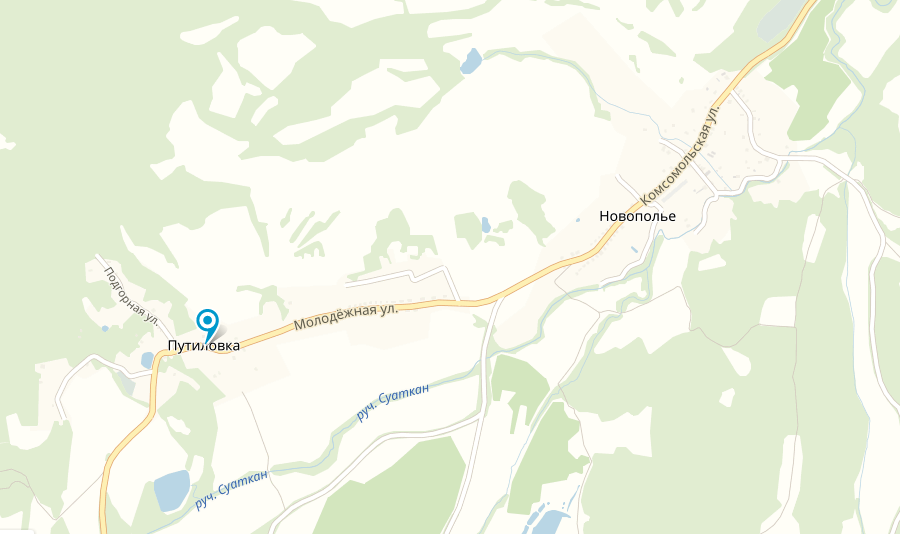 Комсомольская ул.
Новополье
Подгорная ул.
Молодёжная ул.
Путиловка
руч. Суаткан
руч. Суаткан